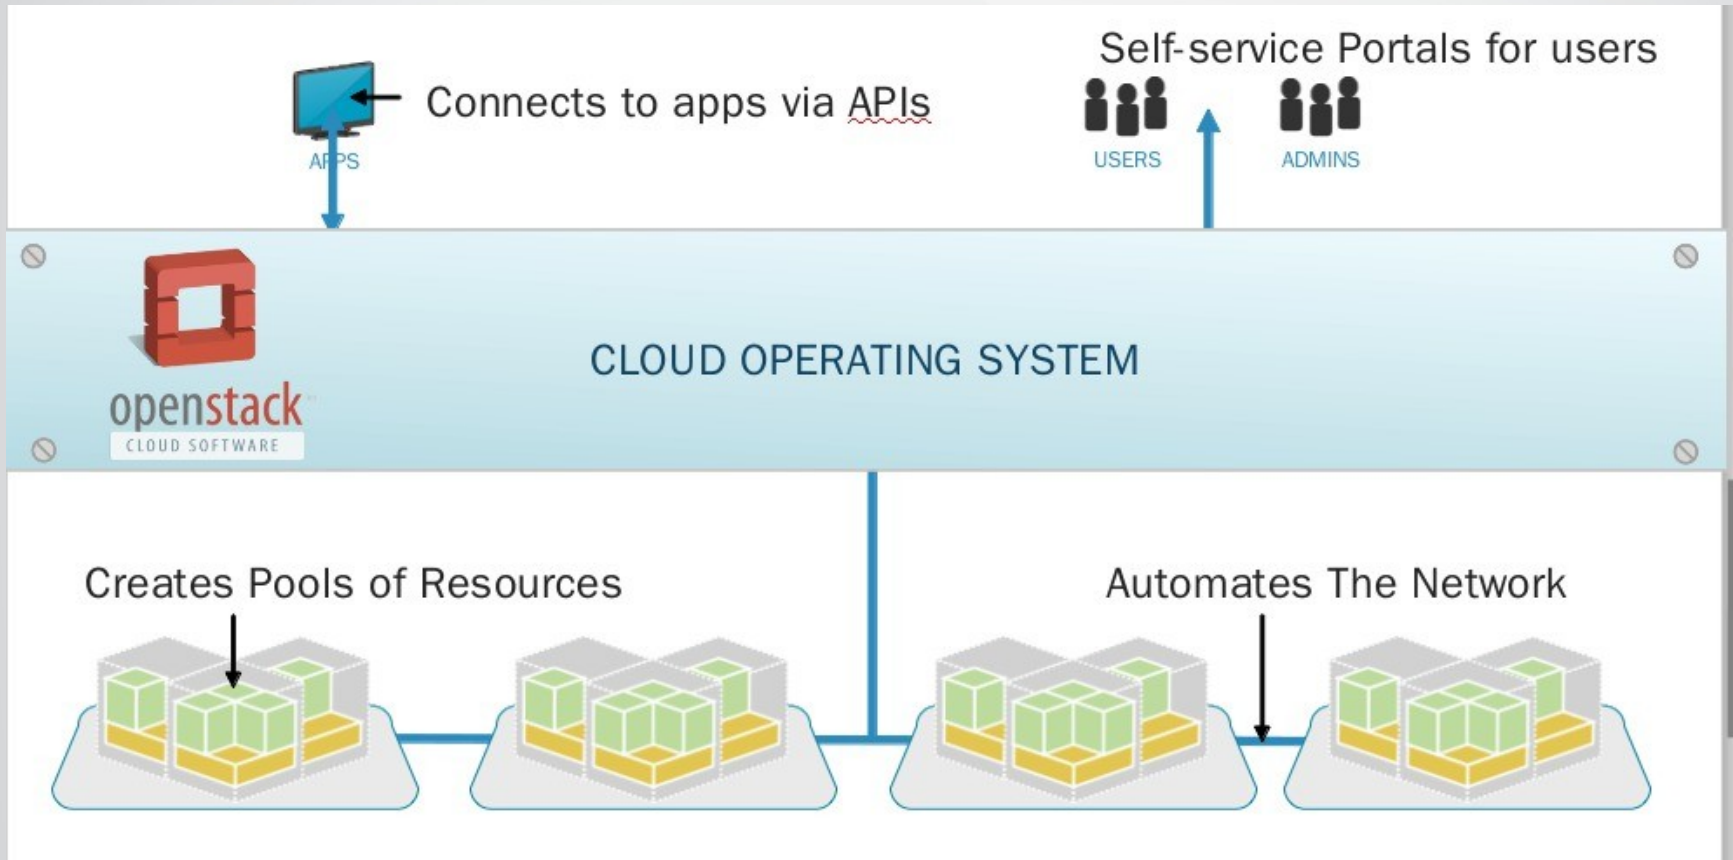 Self-service Portals for users
Connects to apps via APIs
APPS
USERS
ADMINS
CLOUD OPERATING SYSTEM
openstack
CLOUD SOFTWARE
Creates Pools of Resources
Automates The Network